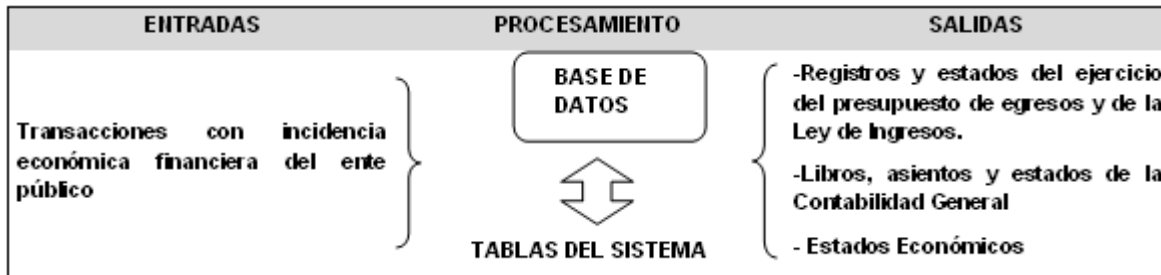 ENTRADAS
PROCESAMIENTO
SALIDAS
Transacciones con incidencia
económica financiera del ente
público
BASE DE
DATOS
TABLAS DEL SISTEMA
-Registros y estados del ejercicio
del presupuesto de egresos y de la
Ley de Ingresos.
-Libros, asientos y estados de la
Contabilidad General
- Estados Económicos